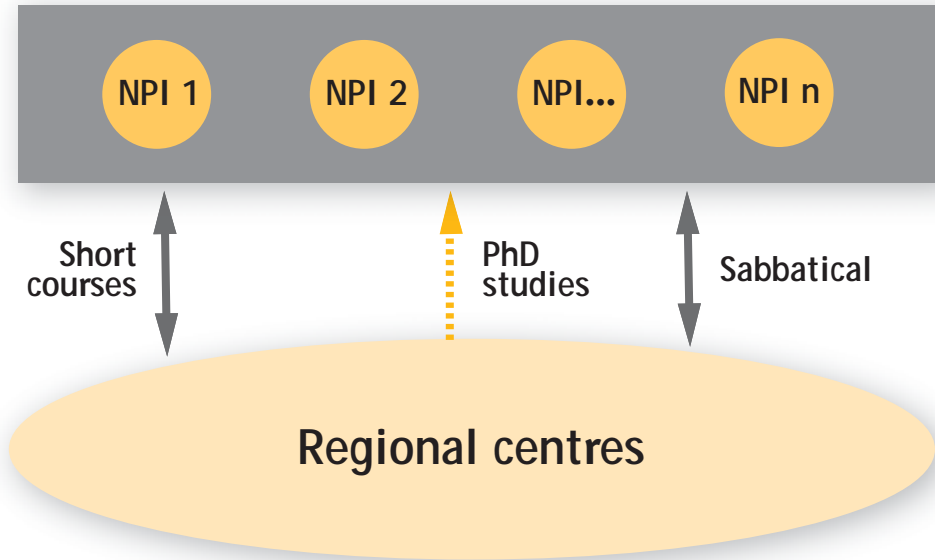 NPI 1
NPI 2
NPI...
NPI n
Short
courses
PhD
studies
Sabbatical
Regional centres